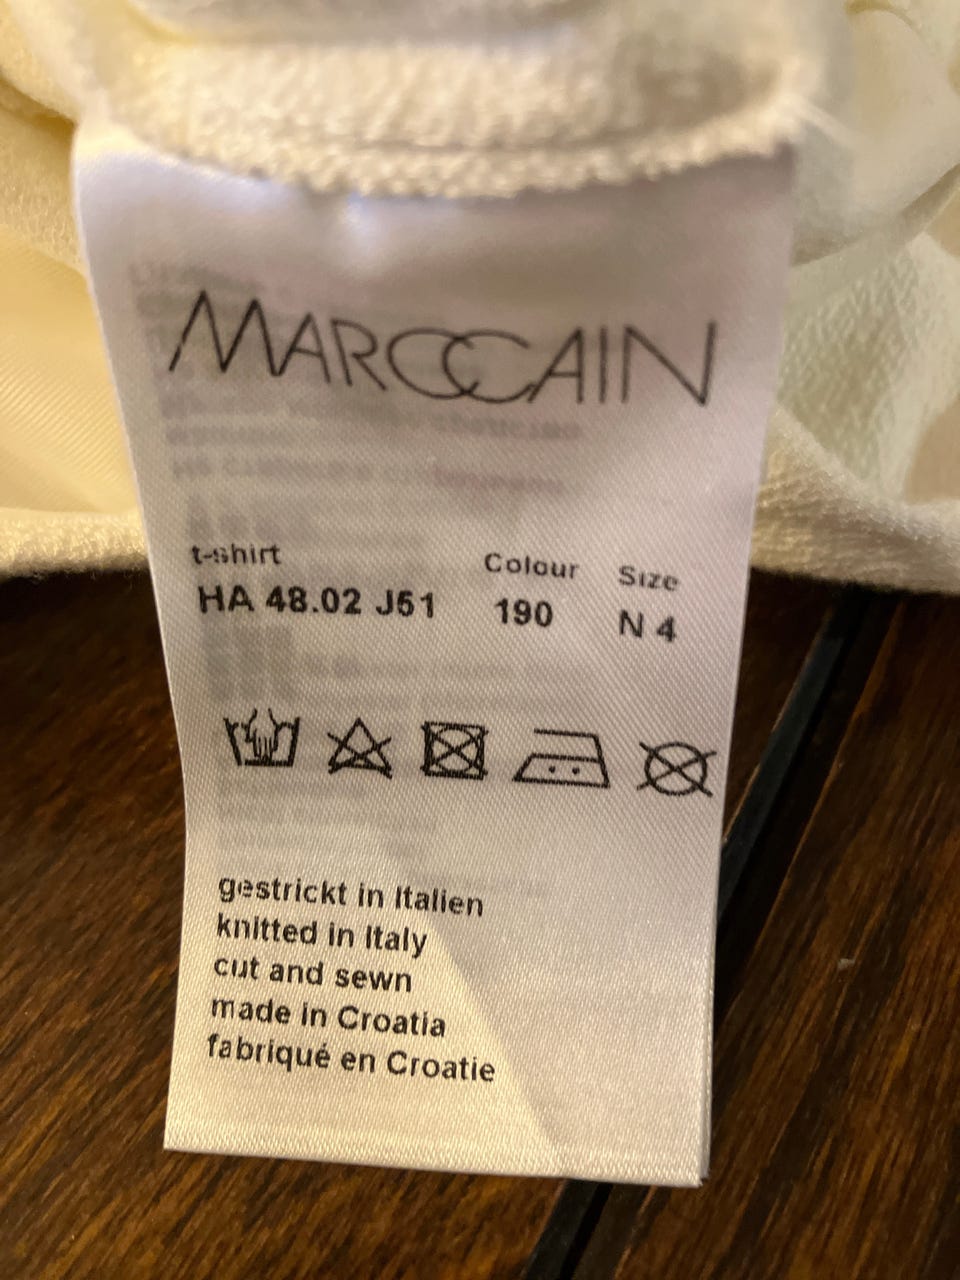 MARCCAIN
t-shirt Colour Size
HA 48.02 J51 190 N 4
gestrickt in Italien
knitted in Italy
cut and sewn
made in Croatia
fabriqué en Croatie